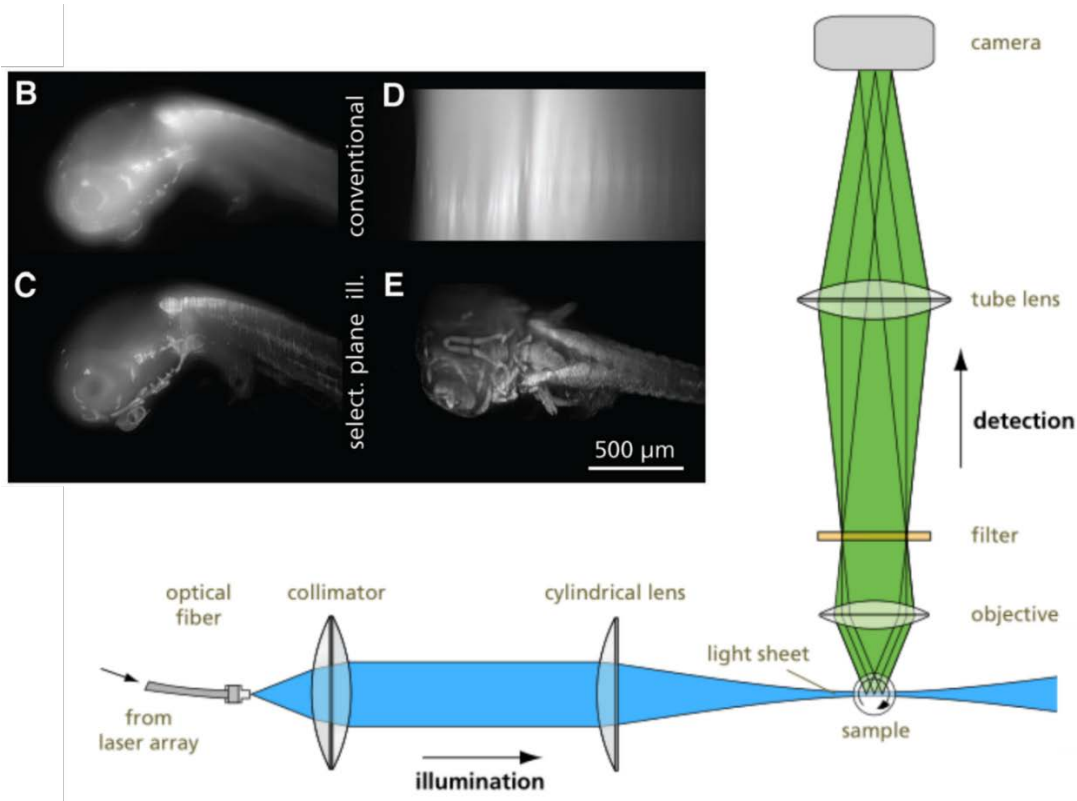 camera
B
D
conventional
C
E
select. plane ill.
500 µm
tube lens
detection
filter
objective
optical
fiber
collimator
cylindrical lens
light sheet
from
laser array
illumination
sample